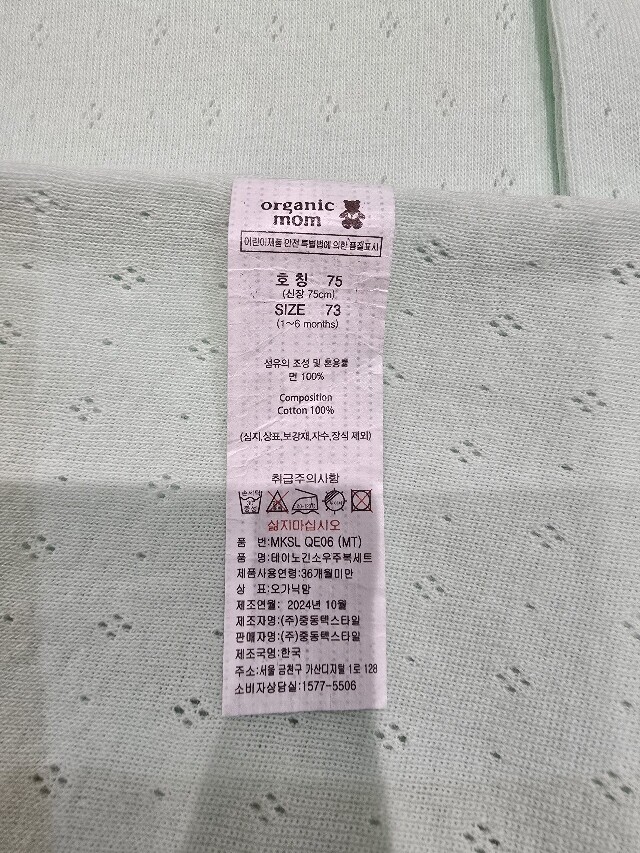 organic
mom
어린이제품 안전 특별법에 의한 품질표시
호 칭 75
(신장 75cm)
SIZE 73
(1~6 months)
섬유의 조성 및 혼용률
면 100%
Composition
Cotton 100%
(심지,상표,보강재,자수,장식 제외)
취급주의사항
삶지마십시오
품 번:MKSL QE06 (MT)
품 명:테이노긴소우주복세트
제품사용연령:36개월미만
상 표:오가닉맘
제조연월: 2024년 10월
제조자명:(주)중동텍스타일
판매자명:(주)중동텍스타일
제조국명:한국
주소:서울 금천구 가산디지털 1로 128
소비자상담실:1577-5506